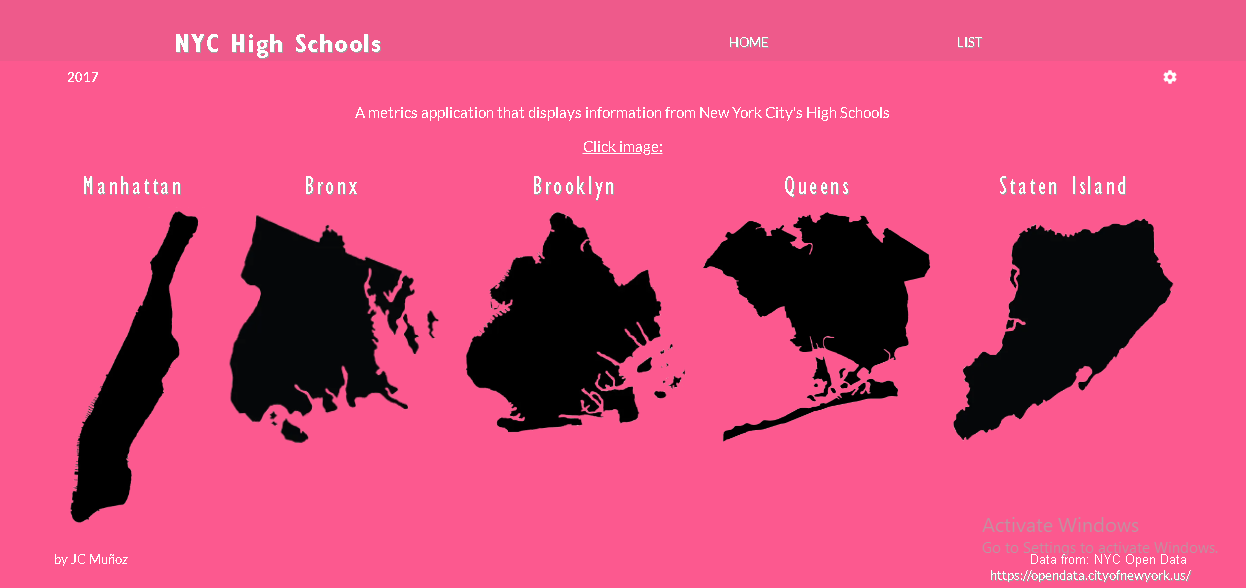 NYC High Schools
HOME
LIST
2017
A metrics application that displays information from New York City's High Schools
Click image:
Manhattan
Bronx
Brooklyn
Queens
Staten Island
Activate Windows
Go to Settings to activate Windows.
by JC Muñoz
Data from: NYC Open Data
https://opendata.cityofnewyork.us/